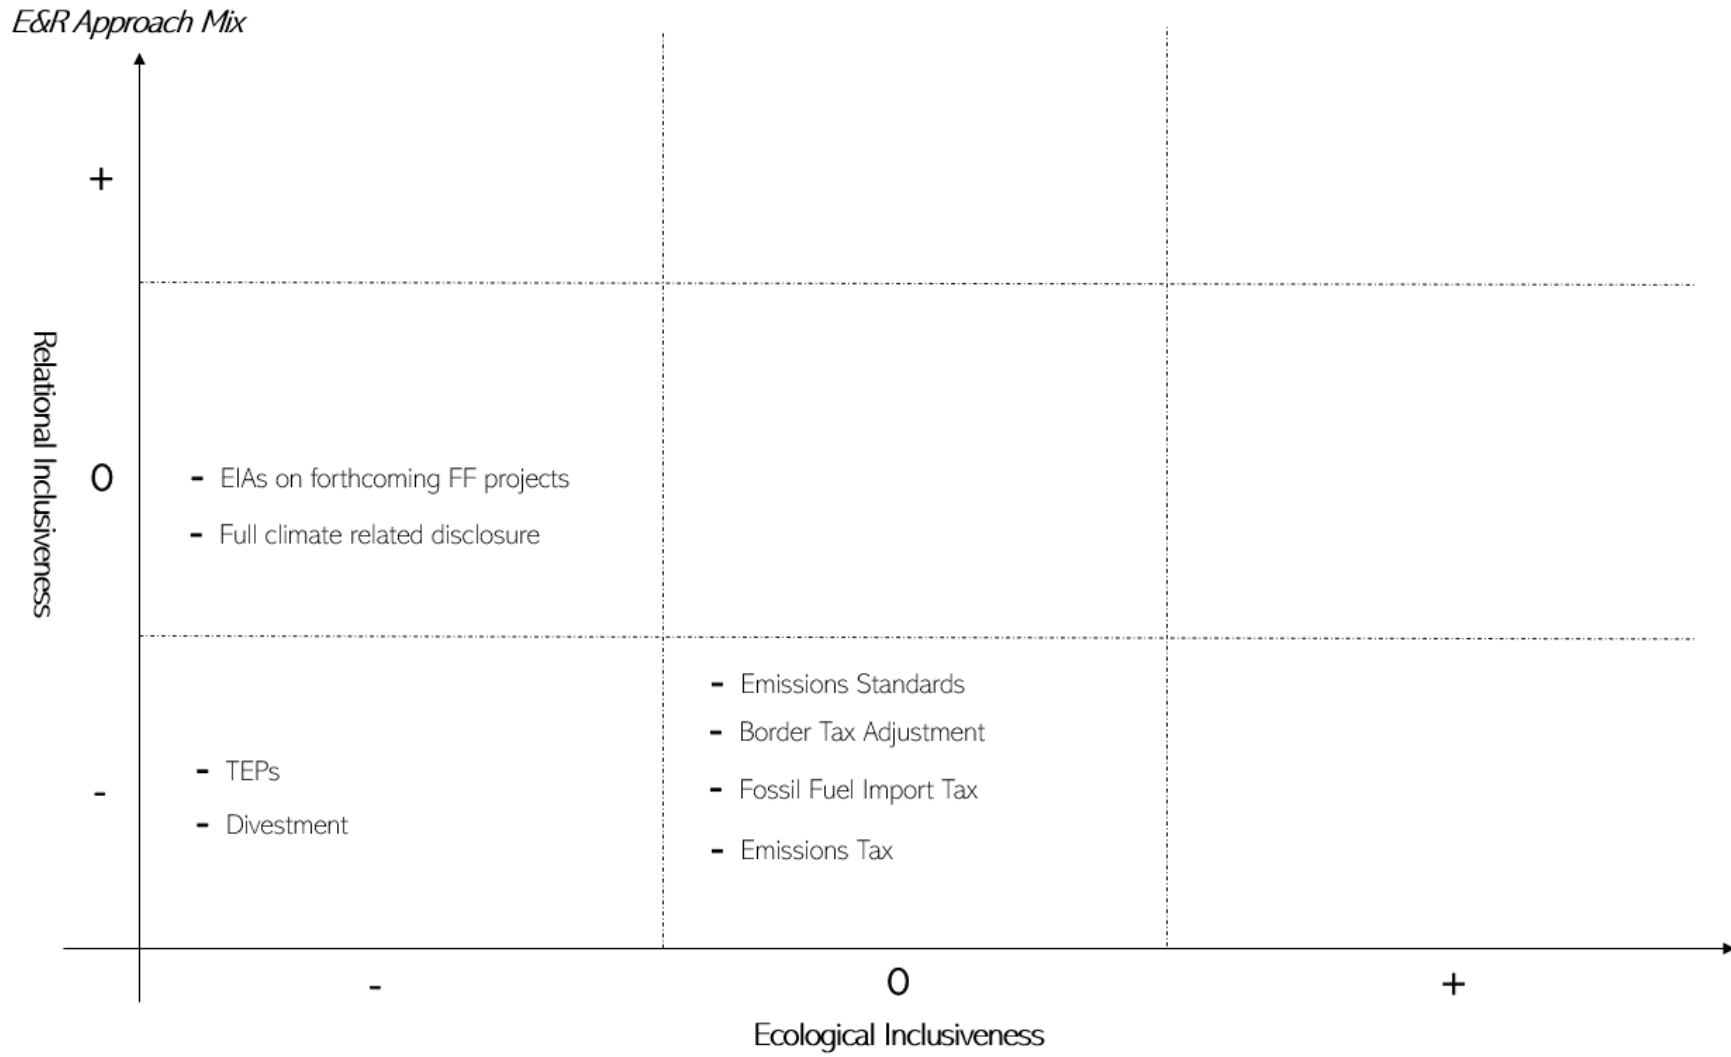 E&R Approach Mix
+
Relational Inclusiveness
0
- EIAs on forthcoming FF projects
- Full climate related disclosure
- Emissions Standards
- Border Tax Adjustment
- TEPs
-
- Fossil Fuel Import Tax
- Divestment
- Emissions Tax
- 0 +
Ecological Inclusiveness